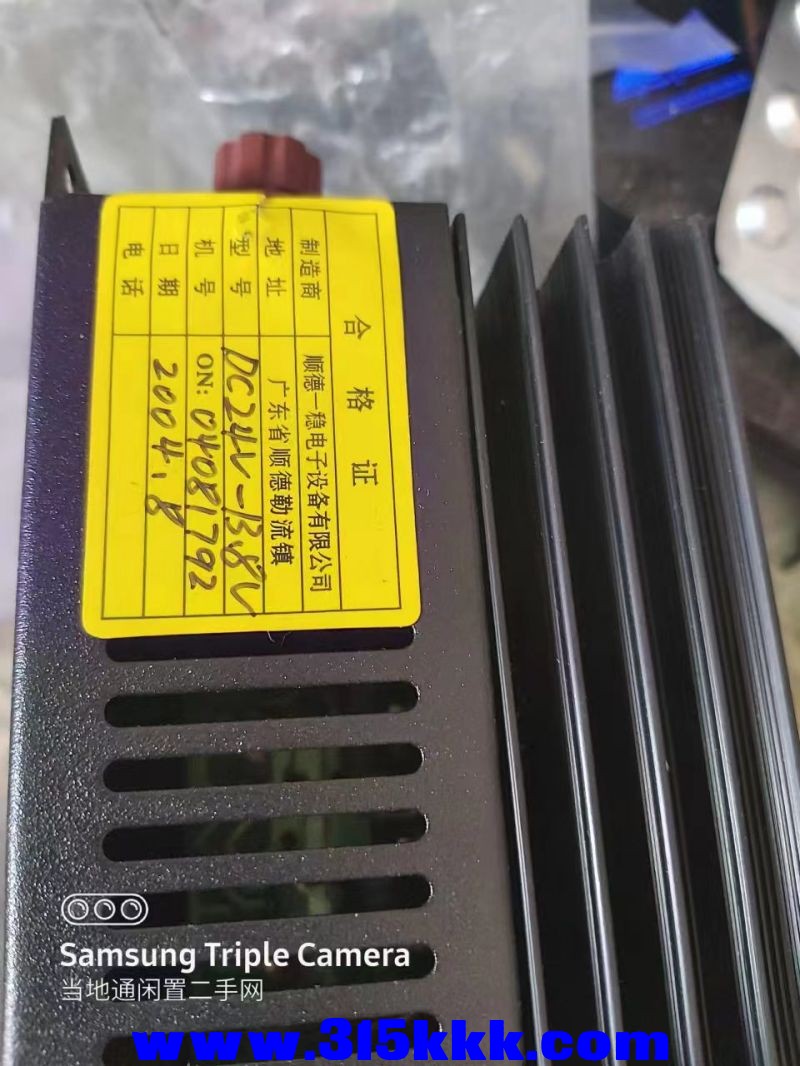 合格证
制造商 顺德一稳电子设备有限公司
地址 广东省顺德勒流镇
型号 DC24V-13.8V
机号 ON: 04081792
日期 2004.8
电话
Samsung Triple Camera
当地通闲置二手网
www.315kkk.com